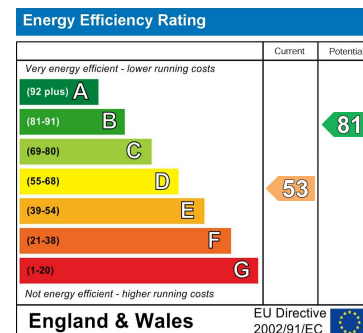 Energy Efficiency Rating
Current Potential
Very energy efficient - lower running costs
(92 plus) A
(81-91) B
81
(69-80) C
(55-68) D
53
(39-54) E
(21-38) F
(1-20) G
Not energy efficient - higher running costs
England & Wales
EU Directive
2002/91/EC